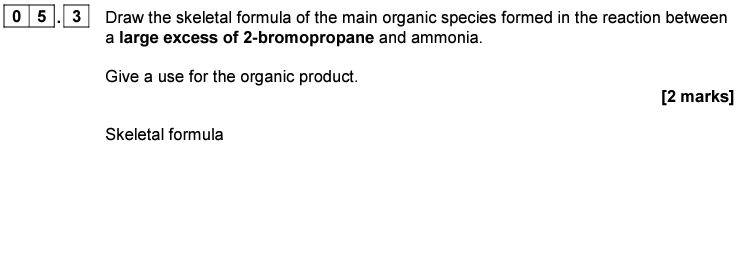 0 5 . 3 Draw the skeletal formula of the main organic species formed in the reaction between
a large excess of 2-bromopropane and ammonia.
Give a use for the organic product.
[2 marks]
Skeletal formula